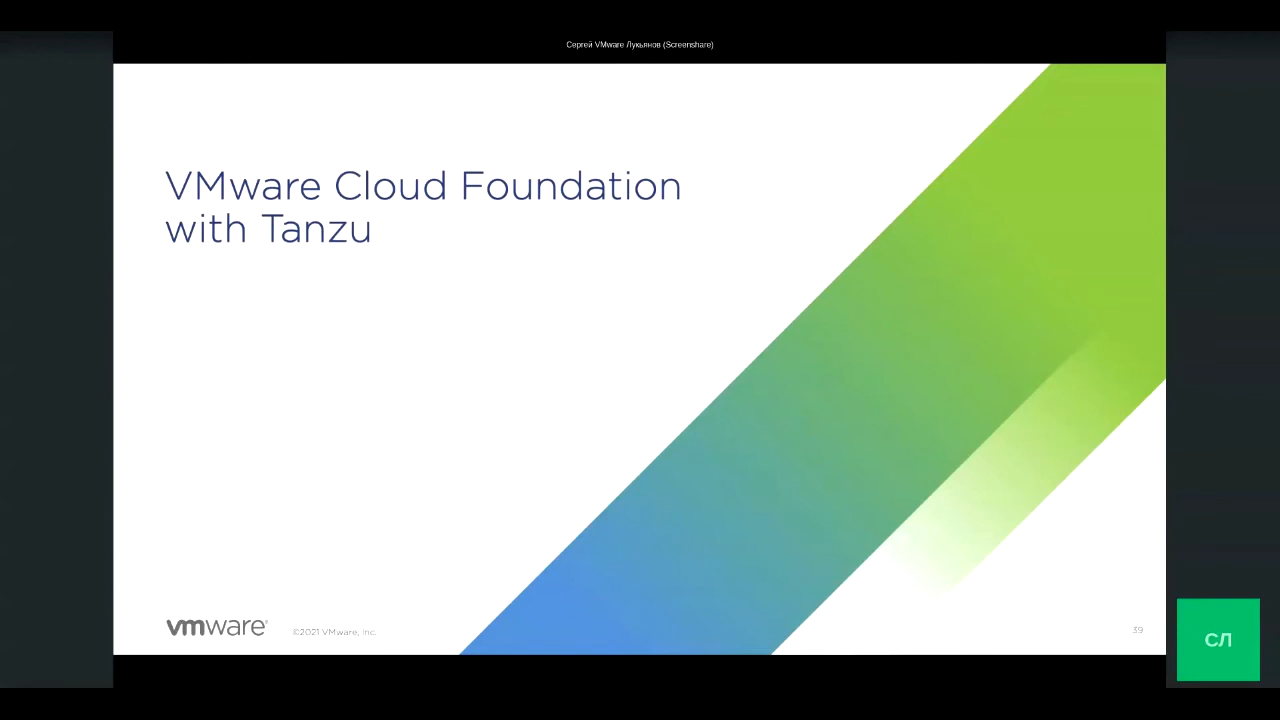 Сергей VMware Лукьянов (Screenshare)
VMware Cloud Foundation
with Tanzu
vmware®
©2021 VMware, Inc.
39
СЛ